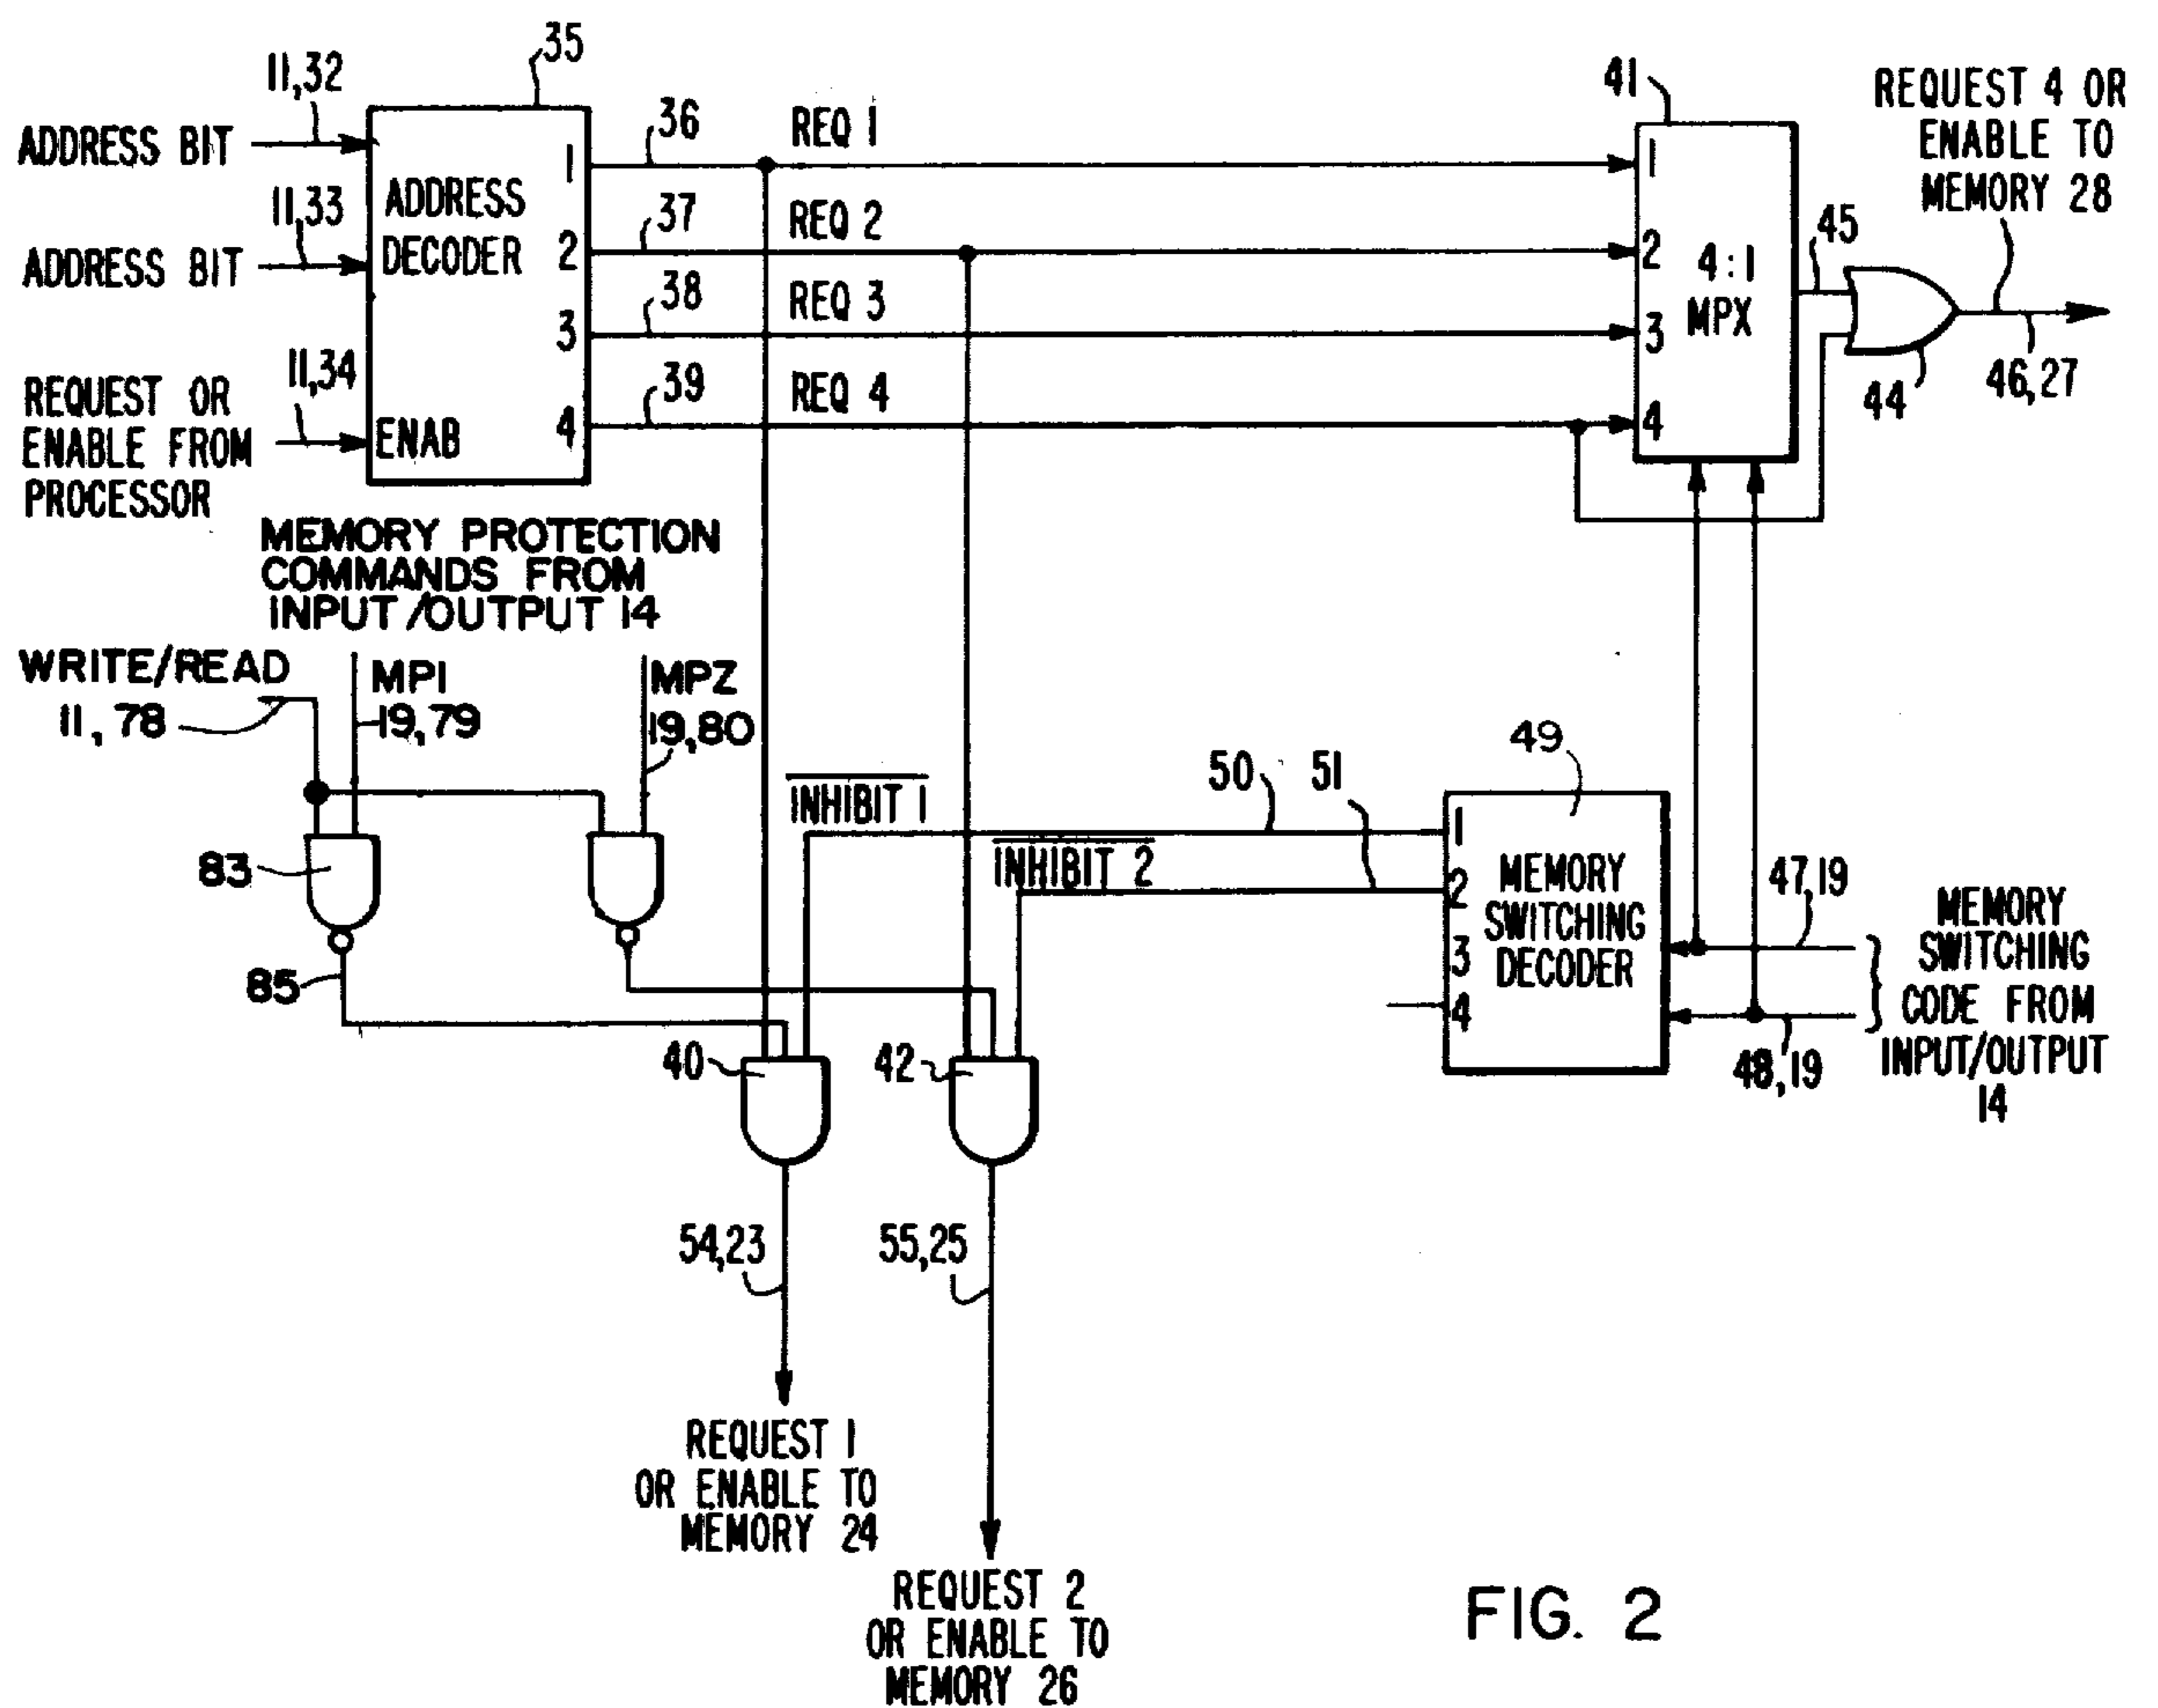 35
11,32
ADDRESS BIT
11,33
ADDRESS BIT
11,34
REQUEST OR
ENABLE FROM
PROCESSOR
ADDRESS
DECODER
ENAB
1
2
3
4
36
REQ 1
37
REQ 2
38
REQ 3
39
REQ 4
41
1
2
3
4
4:1
MPX
45
44
REQUEST 4 OR
ENABLE TO
MEMORY 28
46,27
MEMORY PROTECTION
COMMANDS FROM
INPUT/OUTPUT 14
WRITE/READ
11, 78
MP1
19,79
MPZ
19,80
83
85
INHIBIT 1
INHIBIT 2
50
51
49
1
2
3
4
MEMORY
SWITCHING
DECODER
47,19
48,19
MEMORY
SWITCHING
CODE FROM
INPUT/OUTPUT
14
40
42
54,23
55,25
REQUEST 1
OR ENABLE TO
MEMORY 24
REQUEST 2
OR ENABLE TO
MEMORY 26
FIG. 2